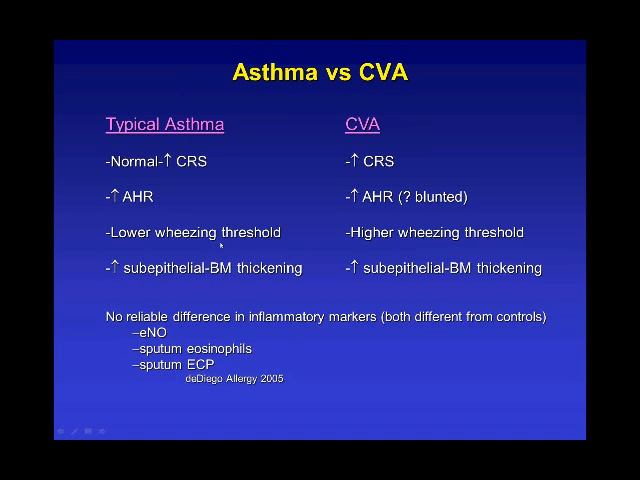 Asthma vs CVA
Typical Asthma
CVA
-Normal-↑ CRS
-↑ CRS
-↑ AHR
-↑ AHR (? blunted)
-Lower wheezing threshold
-Higher wheezing threshold
-↑ subepithelial-BM thickening
-↑ subepithelial-BM thickening
No reliable difference in inflammatory markers (both different from controls)
–eNO
–sputum eosinophils
–sputum ECP
deDiego Allergy 2005